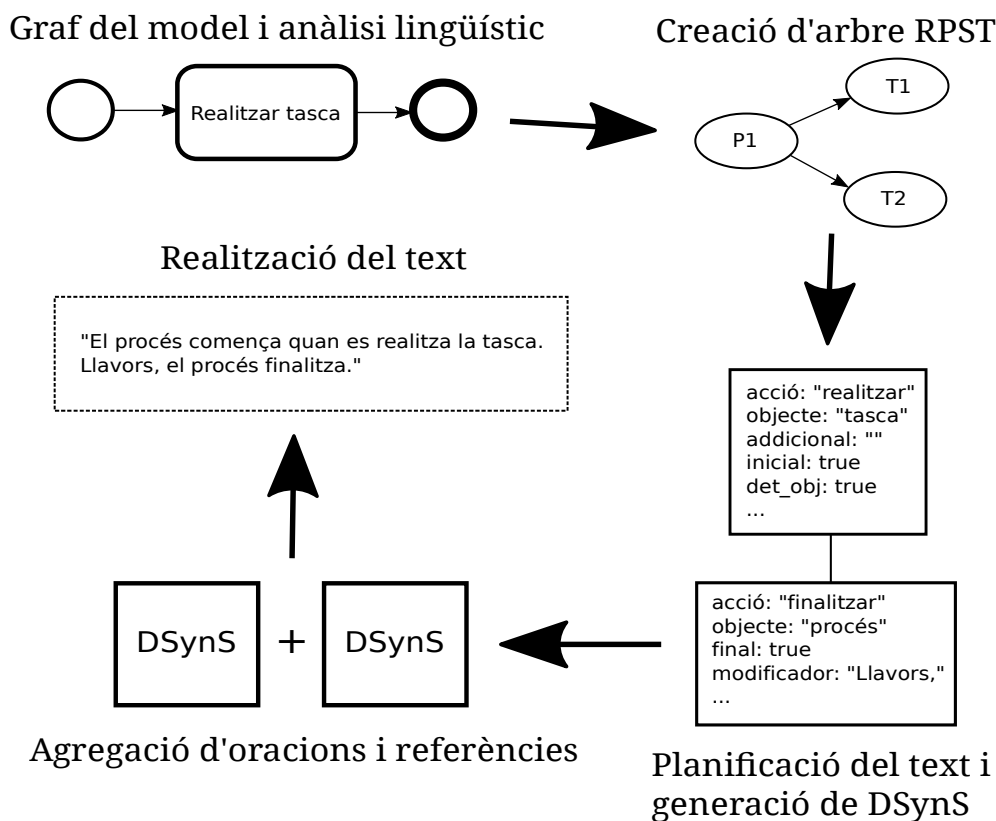 Graf del model i anàlisi lingüístic
Realitzar tasca
Creació d'arbre RPST
P1
T1
T2
acció: "realitzar"
objecte: "tasca"
addicional: ""
inicial: true
det_obj: true
...
acció: "finalitzar"
objecte: "procés"
final: true
modificador: "Llavors,"
...
Planificació del text i
generació de DSynS
DSynS + DSynS
Agregació d'oracions i referències
Realització del text
"El procés comença quan es realitza la tasca.
Llavors, el procés finalitza."